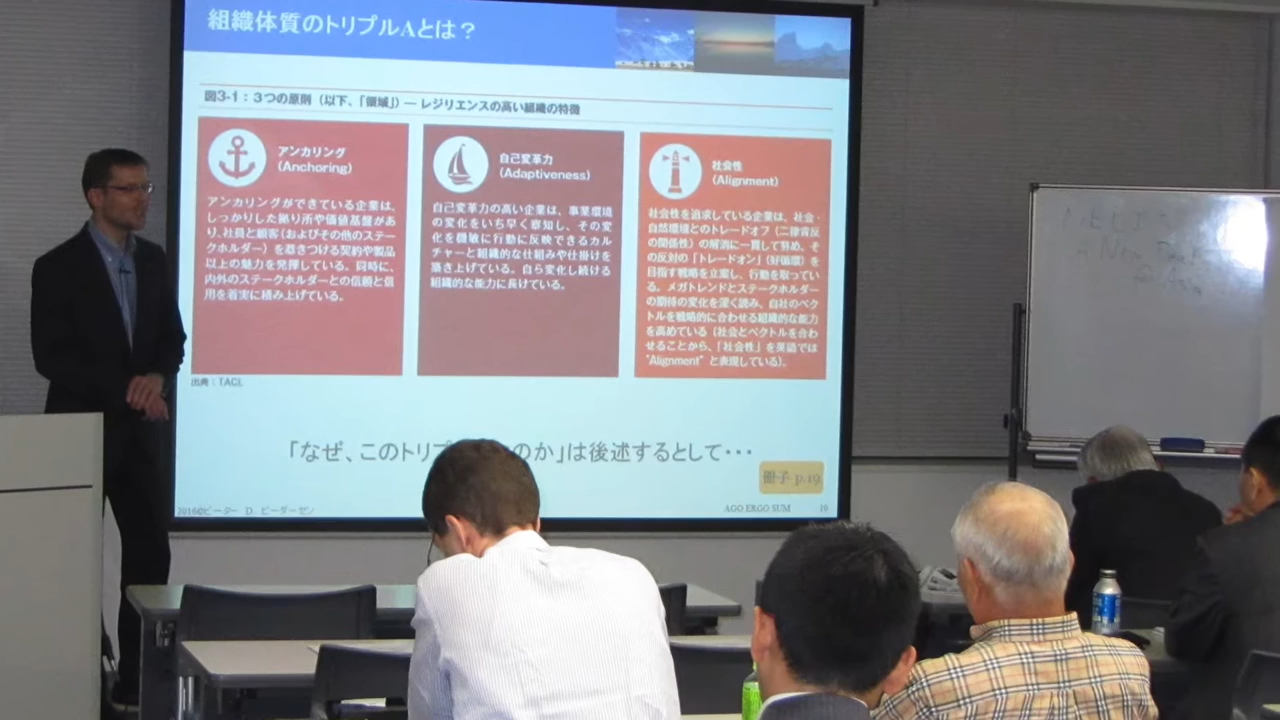 組織体質のトリプルAとは？
図3-1：3つの原則（以下、「領域」）— レジリエンスの高い組織の特徴
アンカリング
(Anchoring)
アンカリングができている企業は、
しっかりした拠り所や価値基盤があ
り、社員と顧客（およびその他のステー
クホルダー）を惹きつける契約や製品
以上の魅力を発揮している。同時に、
内外のステークホルダーとの信頼と信
用を着実に積み上げている。
自己変革力
(Adaptiveness)
自己変革力の高い企業は、事業環境
の変化をいち早く察知し、その変
化を機敏に行動に反映できるカル
チャーと組織的な仕組みや仕掛けを
築き上げている。自ら変化し続ける
組織的な能力に長けている。
社会性
(Alignment)
社会性を追求している企業は、社会・
自然環境とのトレードオフ（二律背反
の関係性）の解消に一貫して努め、そ
の反対の「トレードオン」（好循環）を
目指す戦略を立案し、行動を取ってい
る。メガトレンドとステークホルダー
の期待の変化を深く読み、自社のベク
トルを戦略的に合わせる組織的な能力
を高めている（社会とベクトルを合わ
せることから、「社会性」を英語では
"Alignment" と表現している）。
出典：TACL
「なぜ、このトリプ のか」は後述するとして・・・
冊子 p.19
2016©ピーター D. ピーダーセン
AGO ERGO SUM 19